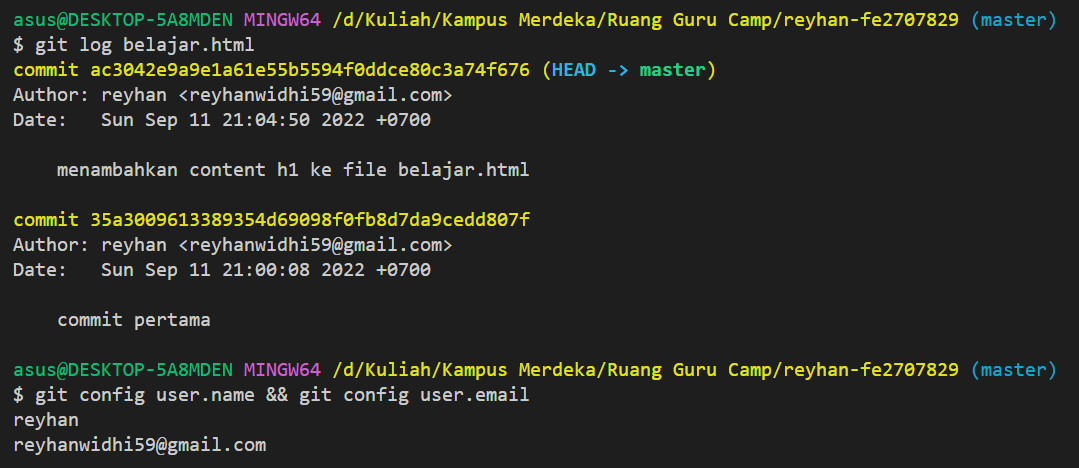 asus@DESKTOP-5A8MDEN MINGW64 /d/Kuliah/Kampus Merdeka/Ruang Guru Camp/reyhan-fe2707829 (master)
$ git log belajar.html
commit ac3042e9a9e1a61e55b5594f0ddce80c3a74f676 (HEAD -> master)
Author: reyhan <reyhanwidhi59@gmail.com>
Date:   Sun Sep 11 21:04:50 2022 +0700
    menambahkan content h1 ke file belajar.html
commit 35a3009613389354d69098f0fb8d7da9cedd807f
Author: reyhan <reyhanwidhi59@gmail.com>
Date:   Sun Sep 11 21:00:08 2022 +0700
    commit pertama
asus@DESKTOP-5A8MDEN MINGW64 /d/Kuliah/Kampus Merdeka/Ruang Guru Camp/reyhan-fe2707829 (master)
$ git config user.name && git config user.email
reyhan
reyhanwidhi59@gmail.com